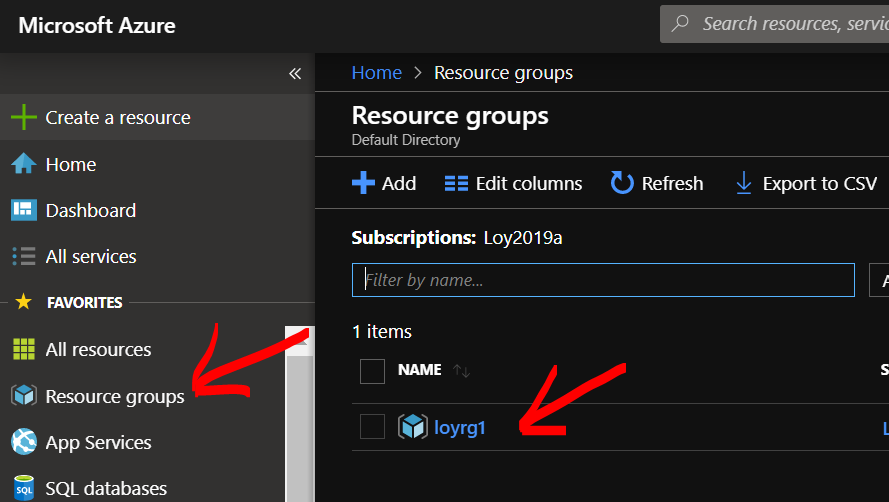 Microsoft Azure
Search resources, servic
Create a resource
Home
Dashboard
All services
FAVORITES
All resources
Resource groups
App Services
SQL databases
Home > Resource groups
Resource groups
Default Directory
Add
Edit columns
Refresh
Export to CSV
Subscriptions: Loy2019a
Filter by name...
A
1 items
NAME
S
loyrg1
L